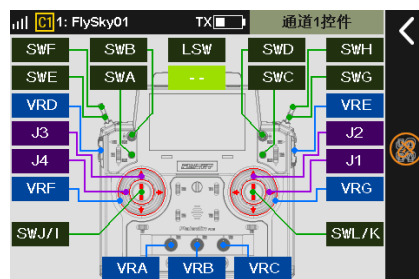 C1 1: FlySky01 TX 通道1控件
SWF SWB LSW SWD SWH
SWE SWA -- SWC SWG
VRD VRE
J3 J2
J4 J1
VRF VRG
SWJ/I SWL/K
VRA VRB VRC